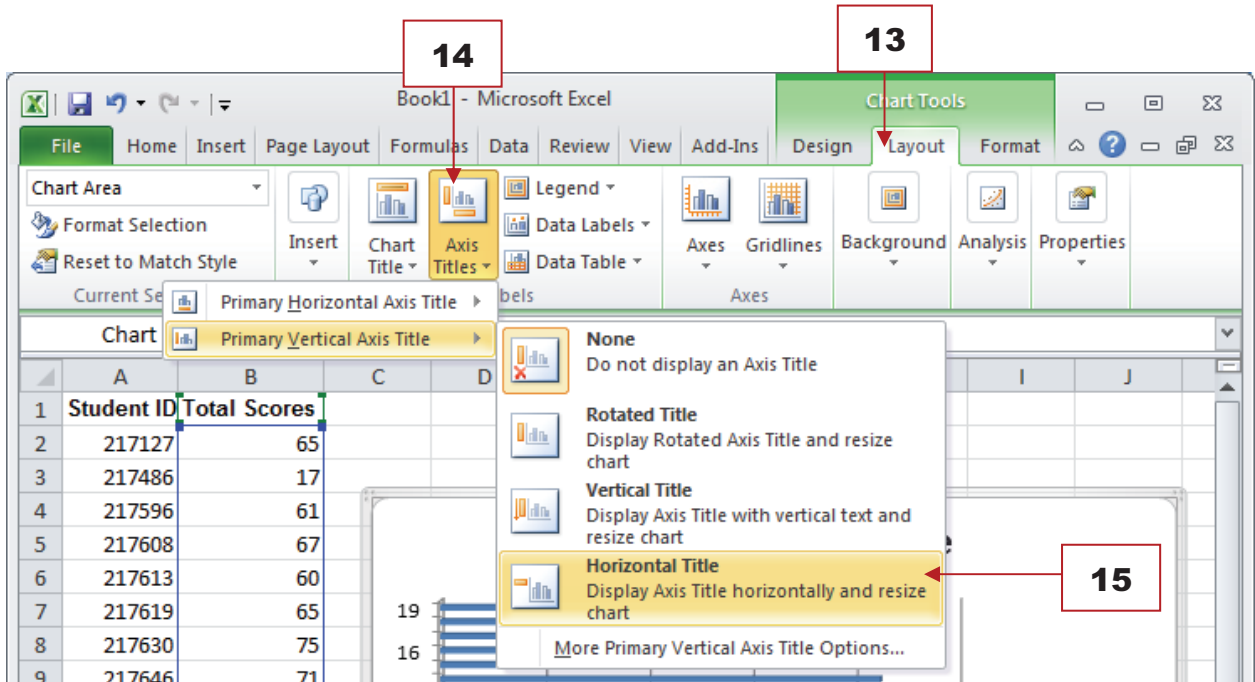 14
13
Book1 - Microsoft Excel
Chart Tools
File Home Insert Page Layout Formulas Data Review View Add-Ins Design Layout Format
Chart Area
Format Selection
Reset to Match Style
Insert
Chart Title
Axis Titles
Legend
Data Labels
Data Table
Axes
Gridlines
Background
Analysis
Properties
Current Se
bels
Axes
Primary Horizontal Axis Title
Primary Vertical Axis Title
Chart
None
Do not display an Axis Title
Rotated Title
Display Rotated Axis Title and resize
chart
Vertical Title
Display Axis Title with vertical text and
resize chart
Horizontal Title
Display Axis Title horizontally and resize
chart
More Primary Vertical Axis Title Options...
15
A B C D I J
1 Student ID Total Scores
2 217127 65
3 217486 17
4 217596 61
5 217608 67
6 217613 60
7 217619 65
8 217630 75
9 217646 71
19
16